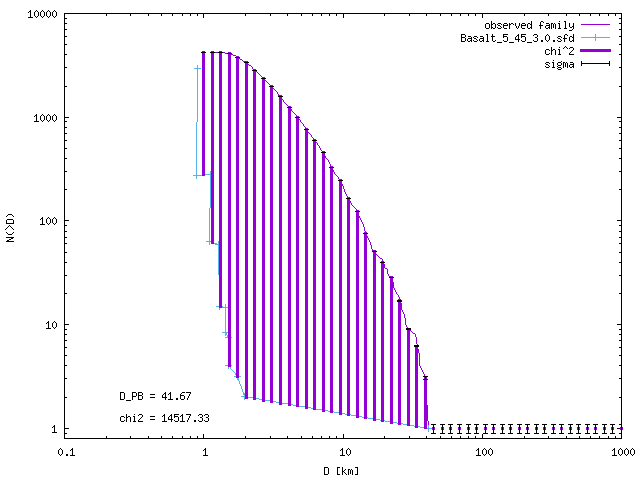 10000
1000
100
10
1
N(>D)
observed family
Basalt_5_45_3.0.sfd
chi^2
sigma
D_PB = 41.67
chi2 = 14517.33
0.1 1 10 100 1000
D [km]